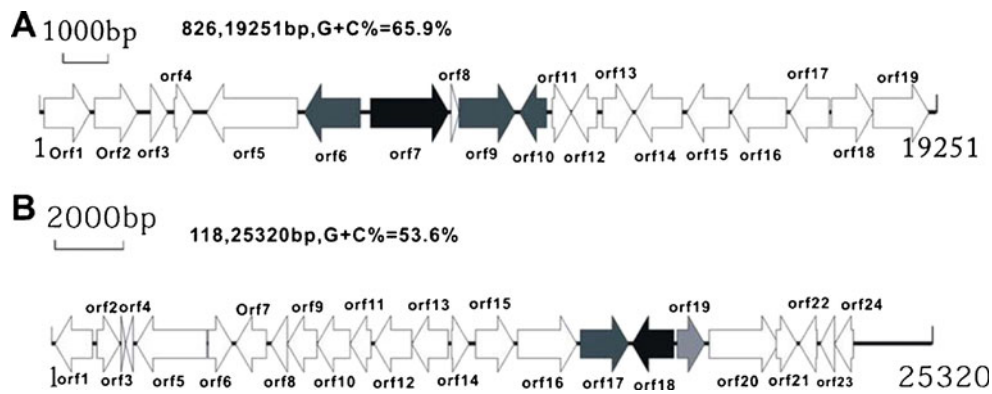 A 1000bp 826,19251bp,G+C%=65.9%
orf4 orf8 orf11 orf13 orf17 orf19
1 Orf1 Orf2 orf3 orf5 orf6 orf7 orf9 orf10 orf12 orf14 orf15 orf16 orf18 19251
B 2000bp 118,25320bp,G+C%=53.6%
orf2 orf4 Orf7 orf9 orf11 orf13 orf15 orf19 orf22 orf24
1 orf1 orf3 orf5 orf6 orf8 orf10 orf12 orf14 orf16 orf17 orf18 orf20 orf21 orf23 25320